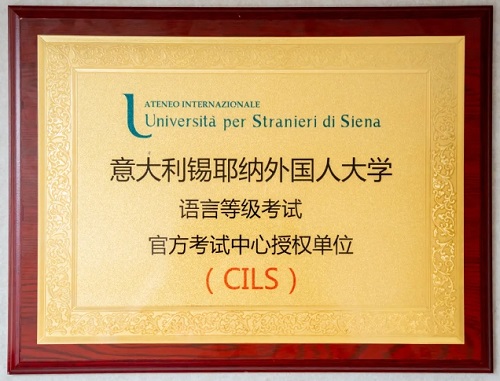 ATENEO INTERNAZIONALE
Università per Stranieri di Siena
意大利锡耶纳外国人大学
语言等级考试
官方考试中心授权单位
（CILS）